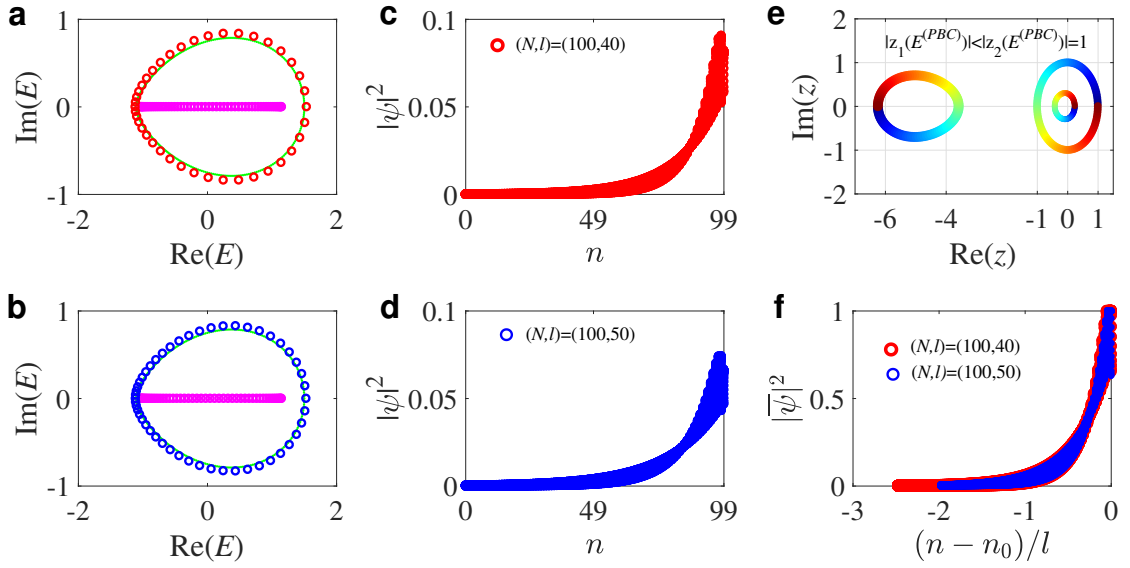 a
1
0
-1
-2
0
2
Im(E)
Re(E)
c
0.1
0.05
0
0
49
99
|ψ|²
n
(N,l)=(100,40)
e
2
1
0
-1
-2
-6
-4
-1
0
1
Im(z)
Re(z)
|z₁(E^(PBC))|<|z₂(E^(PBC))|=1
b
1
0
-1
-2
0
2
Im(E)
Re(E)
d
0.1
0.05
0
0
49
99
|ψ|²
n
(N,l)=(100,50)
f
1
0.5
0
-3
-2
-1
0
|ψ̅|²
(n − n₀)/l
(N,l)=(100,40)
(N,l)=(100,50)